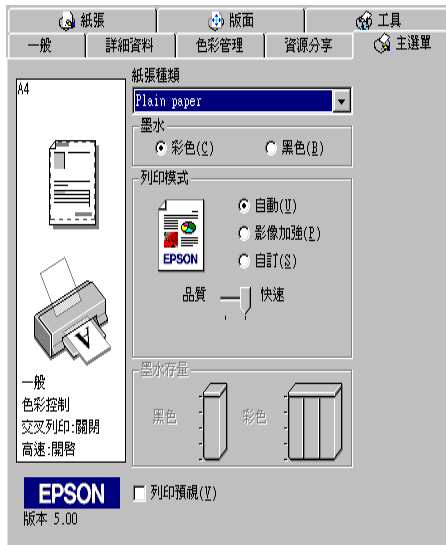 紙張 版面 工具
一般 詳細資料 色彩管理 資源分享 主選單
A4
紙張種類
Plain paper
墨水
彩色(C) 黑色(B)
列印模式
EPSON
自動(U)
影像加強(P)
自訂(S)
品質 快速
A
一般
色彩控制
交叉列印:關閉
高速:開啓
墨水存量
黑色 彩色
EPSON
版本 5.00
列印預視(V)